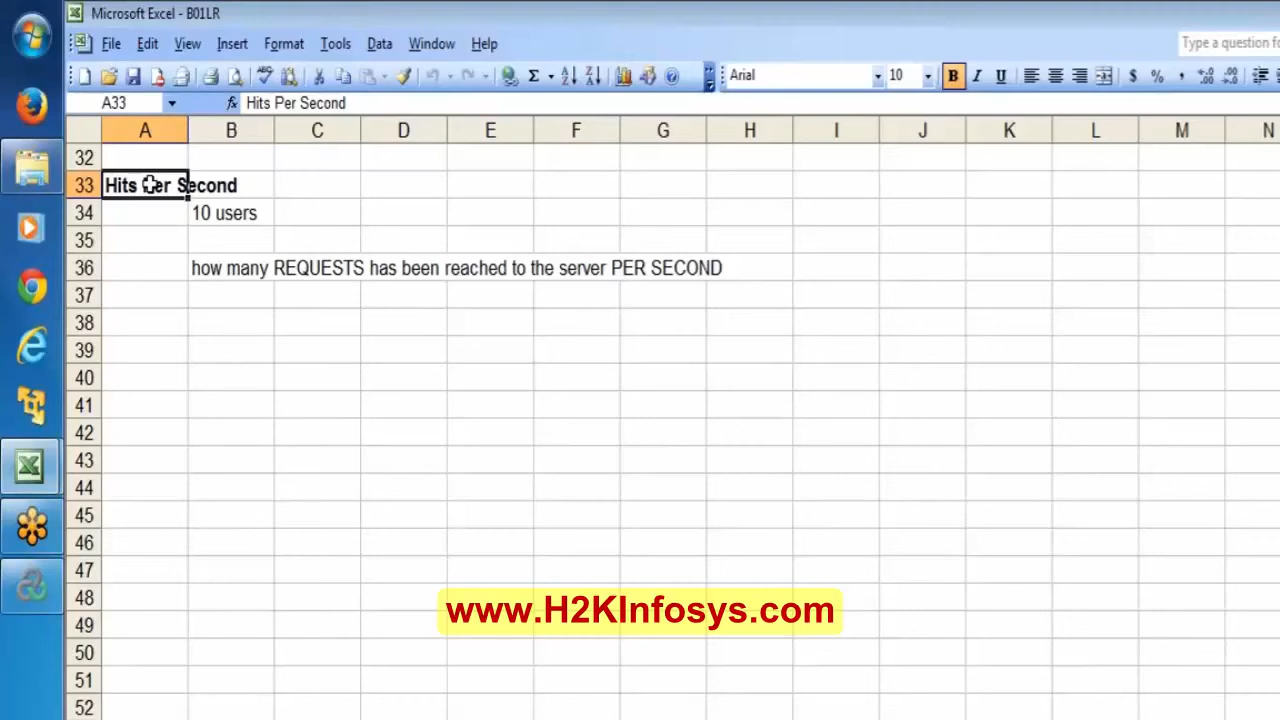 Microsoft Excel - B01LR
File Edit View Insert Format Tools Data Window Help
Type a question fo
Arial 10 B I U $ % ,
A33 fx Hits Per Second
A B C D E F G H I J K L M N
32
33 Hits Per Second
34 10 users
35
36 how many REQUESTS has been reached to the server PER SECOND
37
38
39
40
41
42
43
44
45
46
47
48
www.H2KInfosys.com
49
50
51
52